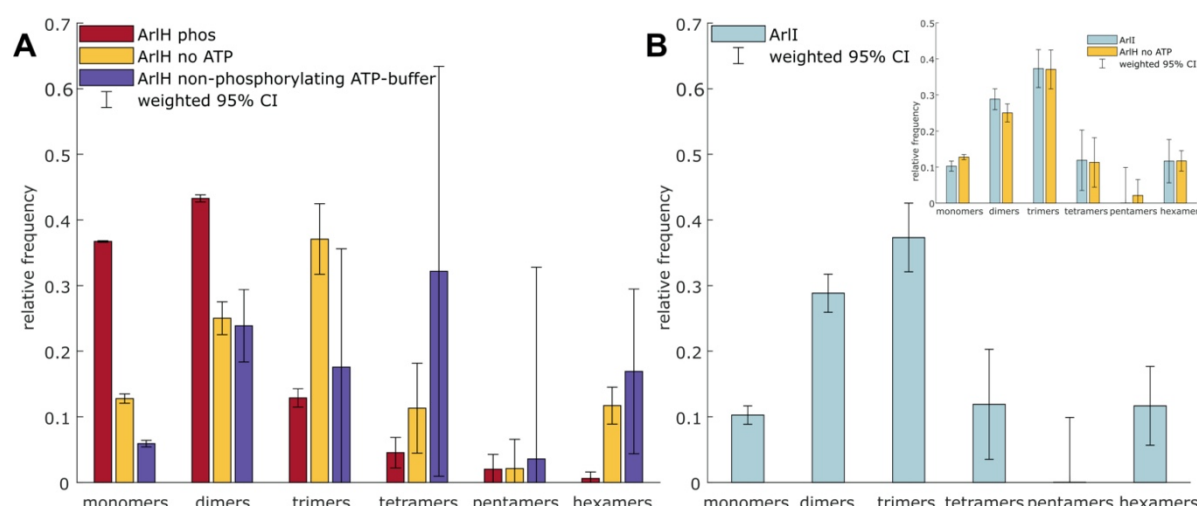 A
0.7
0.6
0.5
0.4
0.3
0.2
0.1
0
relative frequency
ArlH phos
ArlH no ATP
ArlH non-phosphorylating ATP-buffer
weighted 95% CI
monomers dimers trimers tetramers pentamers hexamers
B
0.7
0.6
0.5
0.4
0.3
0.2
0.1
0
relative frequency
ArlI
weighted 95% CI
monomers dimers trimers tetramers pentamers hexamers
0.5
0.4
0.3
0.2
0.1
0
relative frequency
ArlI
ArlH no ATP
weighted 95% CI
monomers dimers trimers tetramers pentamers hexamers